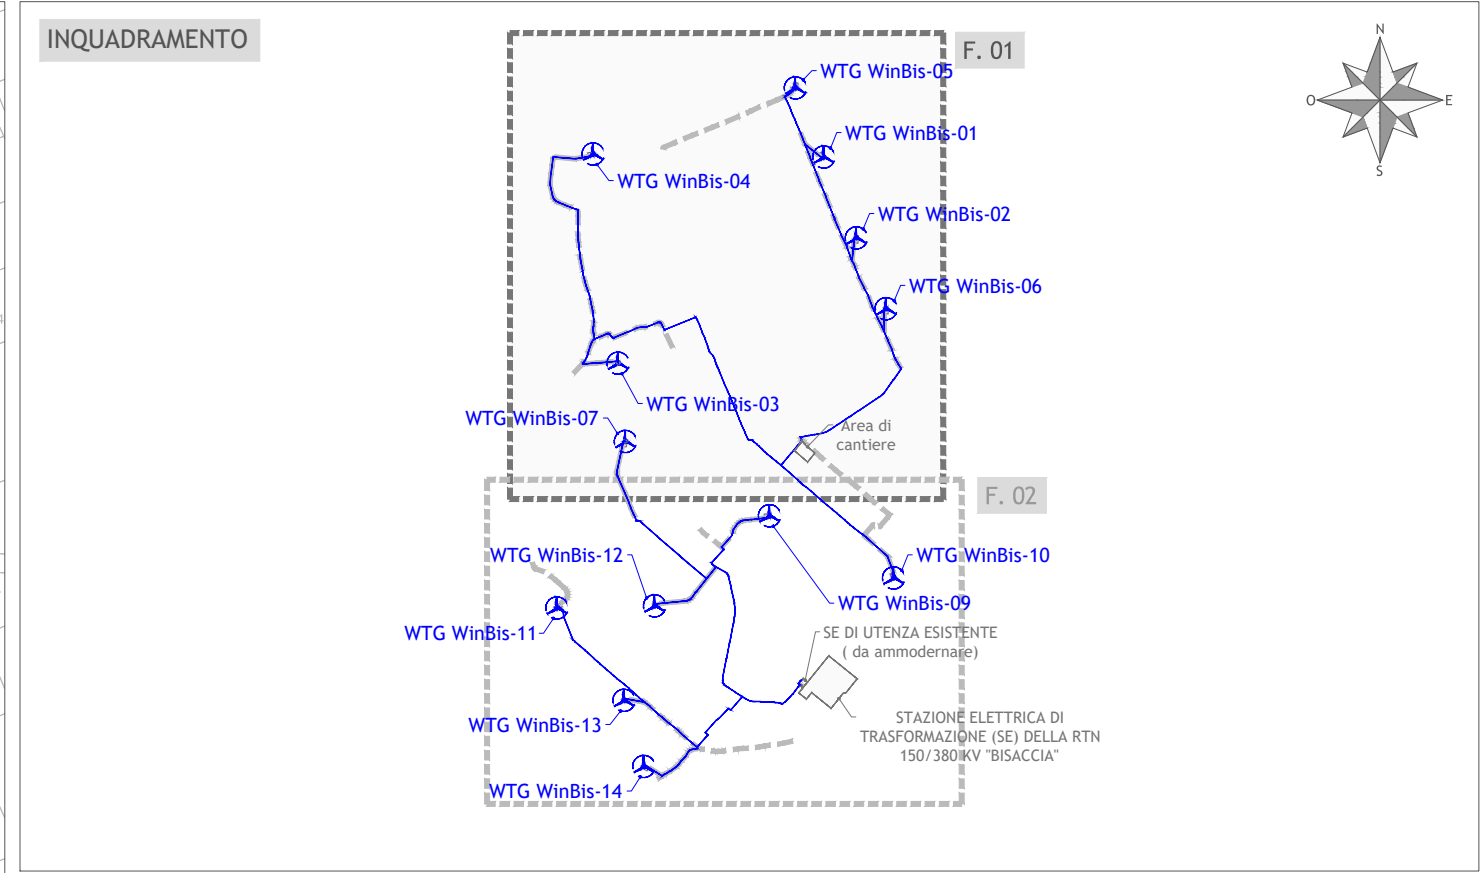 INQUADRAMENTO
F. 01
N
O
E
S
WTG WinBis-05
WTG WinBis-01
WTG WinBis-04
WTG WinBis-02
WTG WinBis-06
WTG WinBis-03
WTG WinBis-07
Area di
cantiere
F. 02
WTG WinBis-12
WTG WinBis-10
WTG WinBis-09
WTG WinBis-11
SE DI UTENZA ESISTENTE
( da ammodernare)
WTG WinBis-13
STAZIONE ELETTRICA DI
TRASFORMAZIONE (SE) DELLA RTN
150/380 KV "BISACCIA"
WTG WinBis-14